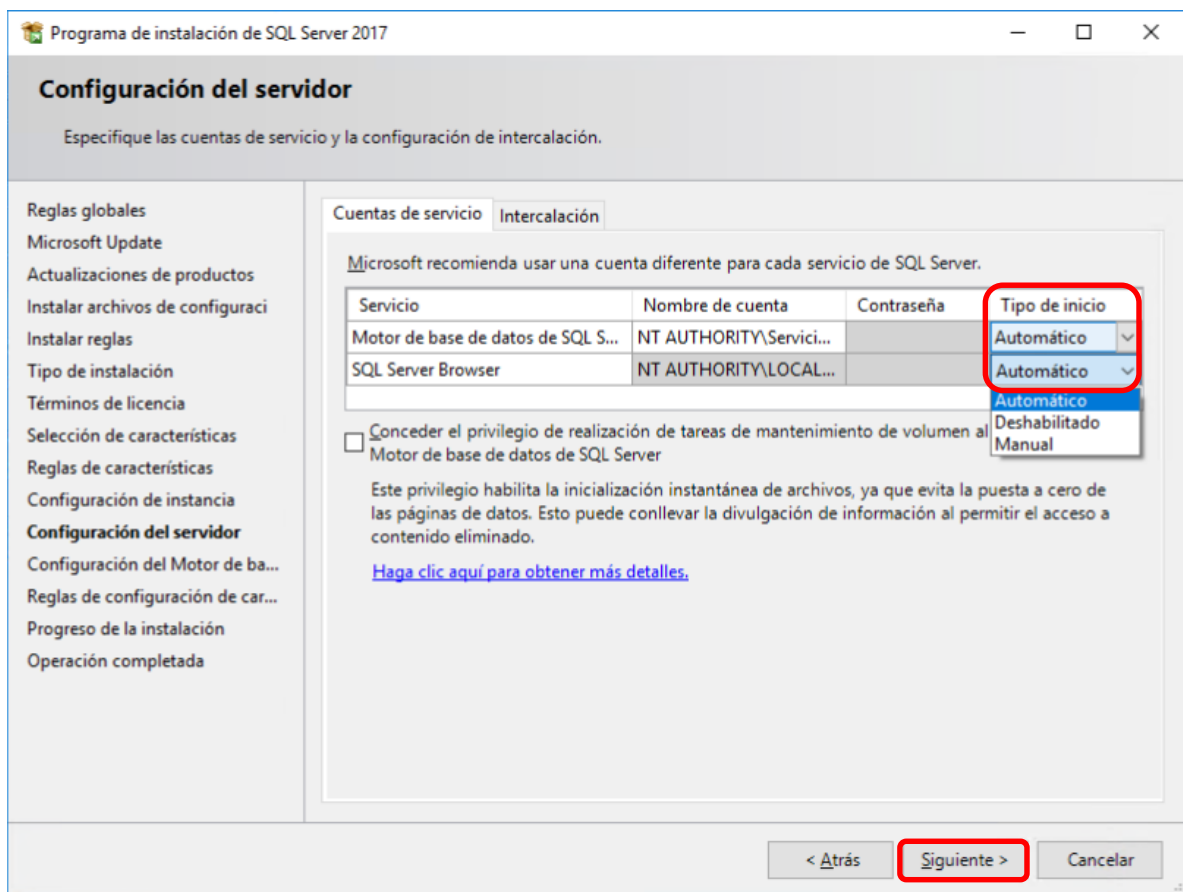 Programa de instalación de SQL Server 2017
Configuración del servidor
Especifique las cuentas de servicio y la configuración de intercalación.
Reglas globales
Microsoft Update
Actualizaciones de productos
Instalar archivos de configuraci
Instalar reglas
Tipo de instalación
Términos de licencia
Selección de características
Reglas de características
Configuración de instancia
Configuración del servidor
Configuración del Motor de ba...
Reglas de configuración de car...
Progreso de la instalación
Operación completada
Cuentas de servicio Intercalación
Microsoft recomienda usar una cuenta diferente para cada servicio de SQL Server.
Servicio Nombre de cuenta Contraseña Tipo de inicio
Motor de base de datos de SQL S... NT AUTHORITY\Servici... Automático
SQL Server Browser NT AUTHORITY\LOCAL... Automático
Automático
Deshabilitado
Manual
Conceder el privilegio de realización de tareas de mantenimiento de volumen al
Motor de base de datos de SQL Server
Este privilegio habilita la inicialización instantánea de archivos, ya que evita la puesta a cero de
las páginas de datos. Esto puede conllevar la divulgación de información al permitir el acceso a
contenido eliminado.
Haga clic aquí para obtener más detalles.
< Atrás Siguiente > Cancelar